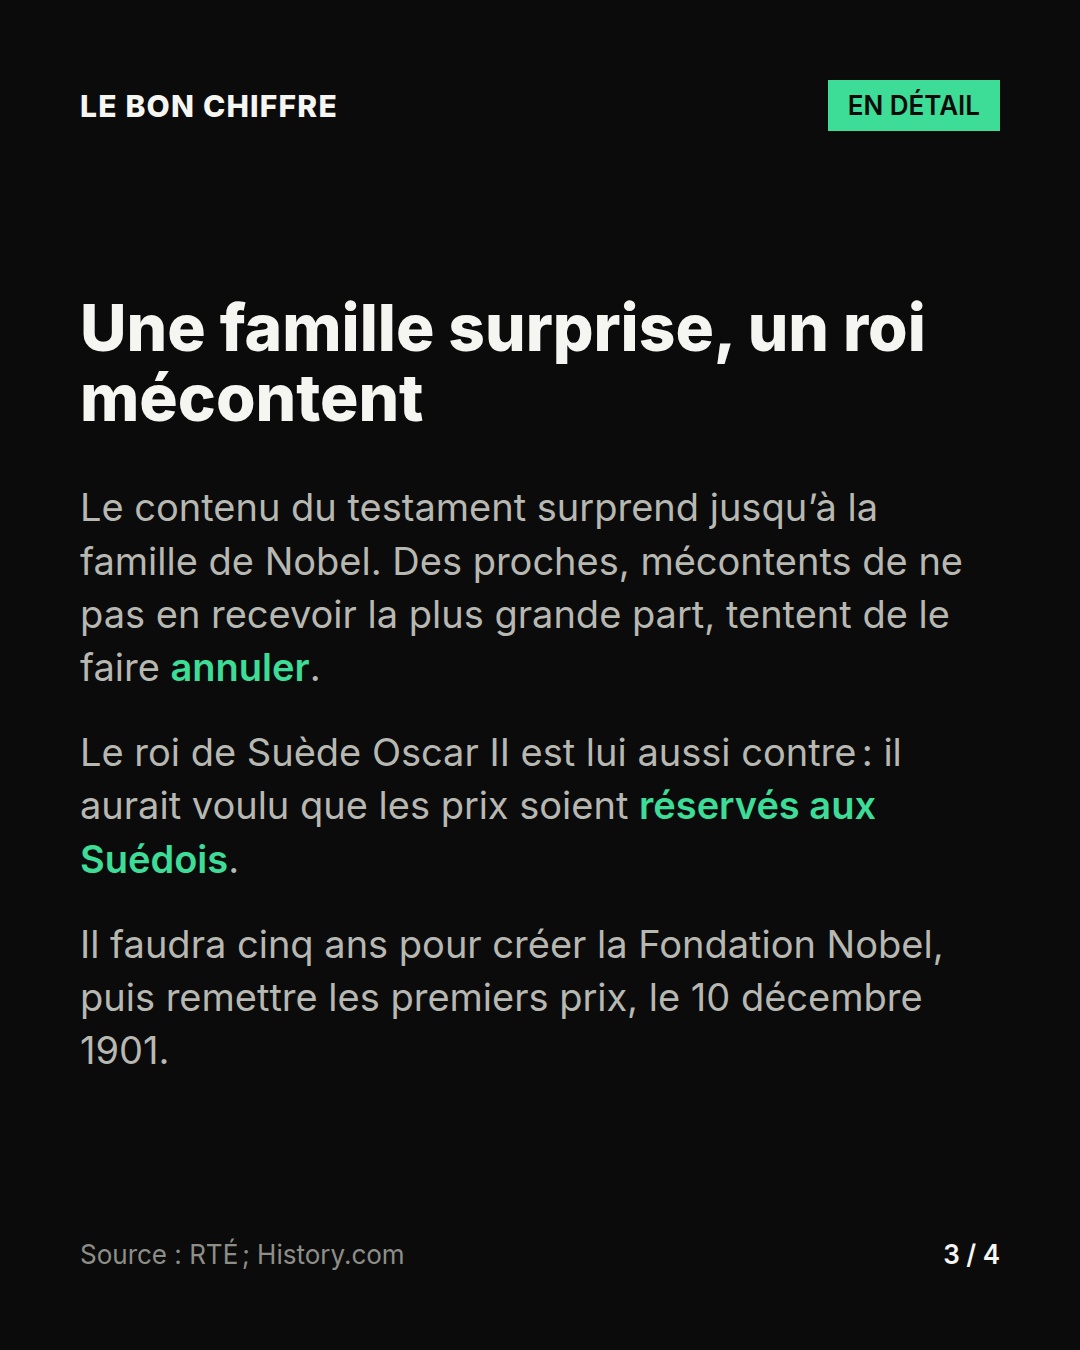 LE BON CHIFFRE
EN DÉTAIL
Une famille surprise, un roi
mécontent
Le contenu du testament surprend jusqu’à la
famille de Nobel. Des proches, mécontents de ne
pas en recevoir la plus grande part, tentent de le
faire annuler.
Le roi de Suède Oscar II est lui aussi contre : il
aurait voulu que les prix soient réservés aux
Suédois.
Il faudra cinq ans pour créer la Fondation Nobel,
puis remettre les premiers prix, le 10 décembre
1901.
Source : RTÉ ; History.com
3 / 4